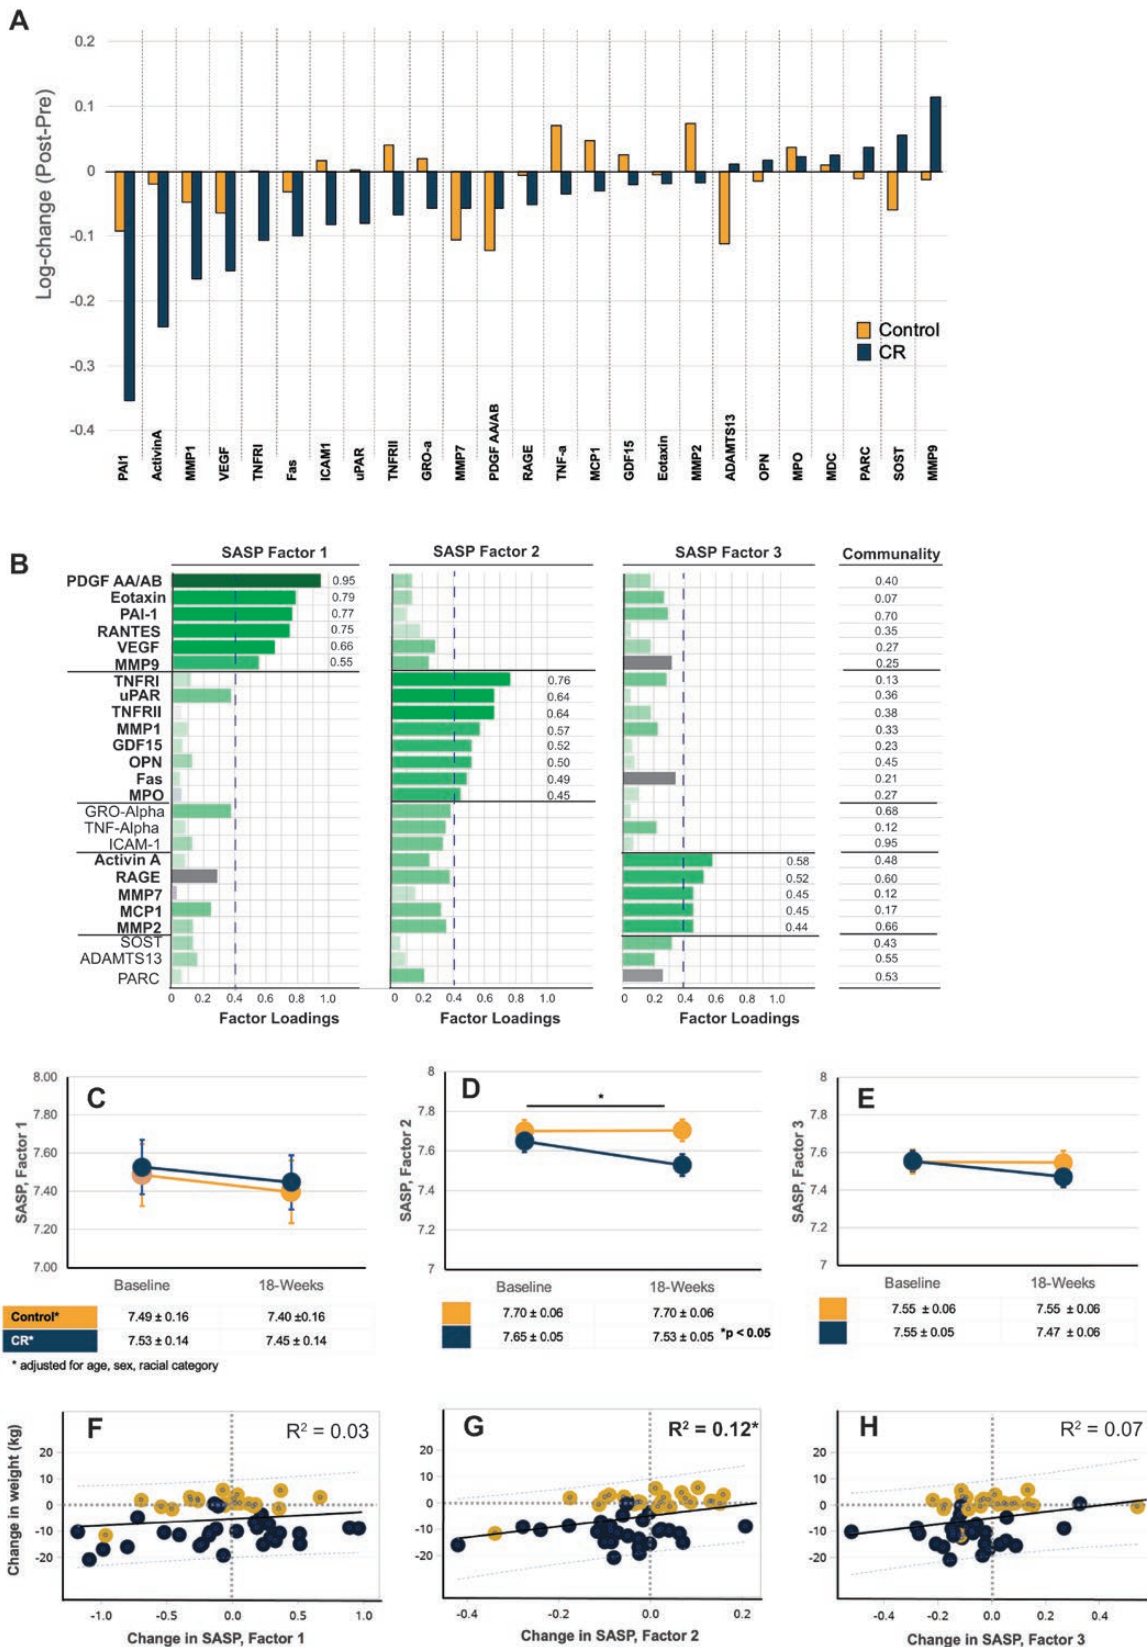 A
Log-change (Post-Pre)
0.2
0.1
0
-0.1
-0.2
-0.3
-0.4
Control
CR
PAI1
ActivinA
MMP1
VEGF
TNFRI
Fas
ICAM1
uPAR
TNFRII
GRO-a
MMP7
PDGF AA/AB
RAGE
TNF-a
MCP1
GDF15
Eotaxin
MMP2
ADAMTS13
OPN
MPO
MDC
PARC
SOST
MMP9
B
SASP Factor 1 SASP Factor 2 SASP Factor 3 Communality
PDGF AA/AB 0.95 0.40
Eotaxin 0.79 0.07
PAI-1 0.77 0.70
RANTES 0.75 0.35
VEGF 0.66 0.27
MMP9 0.55 0.25
TNFRI 0.76 0.13
uPAR 0.64 0.36
TNFRII 0.64 0.38
MMP1 0.57 0.33
GDF15 0.52 0.23
OPN 0.50 0.45
Fas 0.49 0.21
MPO 0.45 0.27
GRO-Alpha 0.68
TNF-Alpha 0.12
ICAM-1 0.95
Activin A 0.58 0.48
RAGE 0.52 0.60
MMP7 0.45 0.12
MCP1 0.45 0.17
MMP2 0.44 0.66
SOST 0.43
ADAMTS13 0.55
PARC 0.53
0 0.2 0.4 0.6 0.8 1.0 0 0.2 0.4 0.6 0.8 1.0 0 0.2 0.4 0.6 0.8 1.0
Factor Loadings Factor Loadings Factor Loadings
C
SASP, Factor 1
8.00
7.80
7.60
7.40
7.20
7.00
Baseline 18-Weeks
Control* 7.49 ± 0.16 7.40 ±0.16
CR* 7.53 ± 0.14 7.45 ± 0.14
* adjusted for age, sex, racial category
D
SASP, Factor 2
8
7.8
7.6
7.4
7.2
7
*
Baseline 18-Weeks
7.70 ± 0.06 7.70 ± 0.06
7.65 ± 0.05 7.53 ± 0.05 *p < 0.05
E
SASP, Factor 3
8
7.8
7.6
7.4
7.2
7
Baseline 18-Weeks
7.55 ± 0.06 7.55 ± 0.06
7.55 ± 0.05 7.47 ± 0.06
F
R² = 0.03
Change in weight (kg)
20
10
0
-10
-20
-1.0 -0.5 0.0 0.5 1.0
Change in SASP, Factor 1
G
R² = 0.12*
20
10
0
-10
-20
-0.4 -0.2 0.0 0.2
Change in SASP, Factor 2
H
R² = 0.07
20
10
0
-10
-20
-0.4 -0.2 0.0 0.2 0.4
Change in SASP, Factor 3